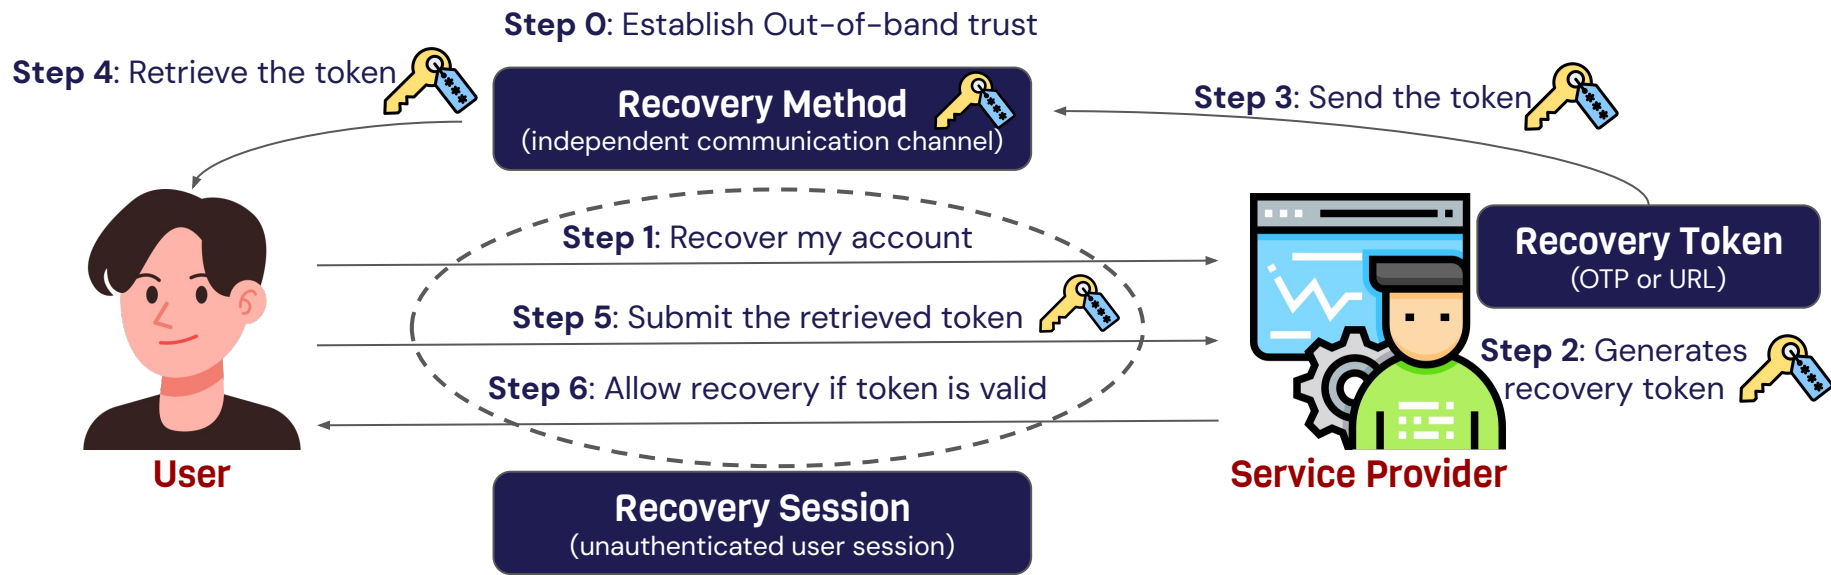 Step 0: Establish Out-of-band trust
Step 4: Retrieve the token
Recovery Method
(independent communication channel)
Step 3: Send the token
Step 1: Recover my account
Recovery Token
(OTP or URL)
Step 5: Submit the retrieved token
Step 2: Generates
recovery token
Step 6: Allow recovery if token is valid
User
Service Provider
Recovery Session
(unauthenticated user session)